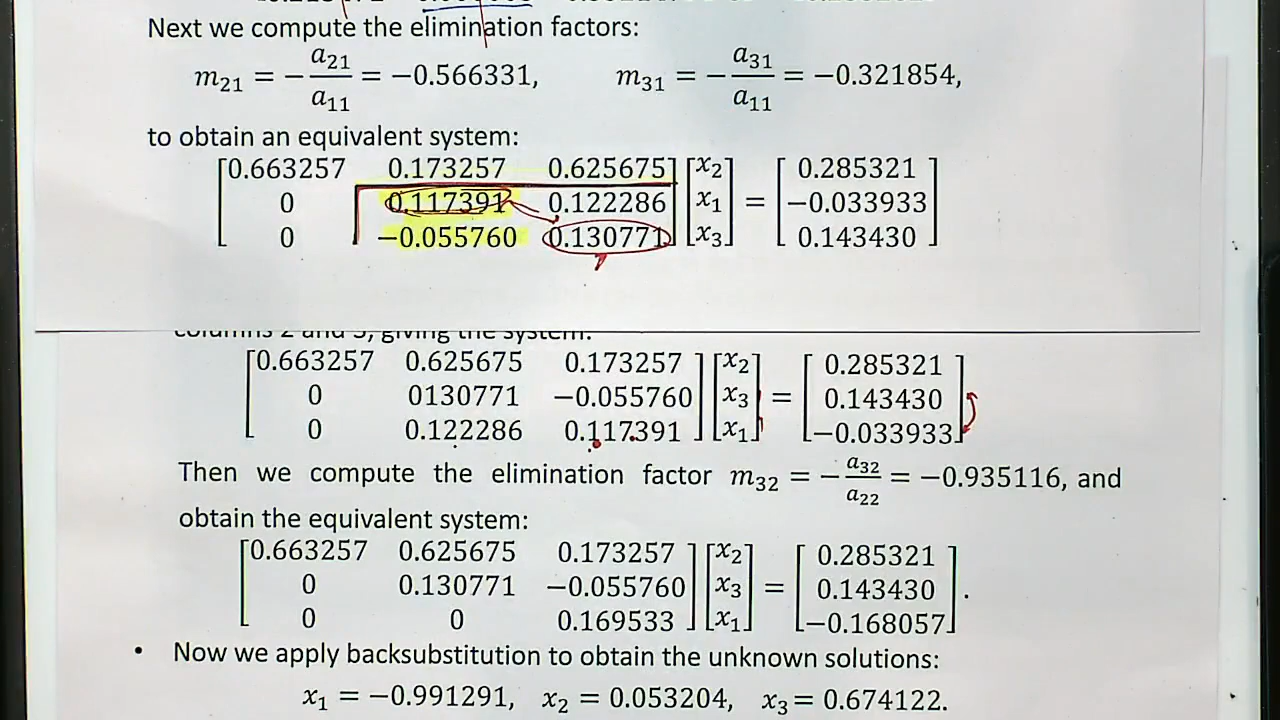 Next we compute the elimination factors:
m₂₁ = −a₂₁/a₁₁ = −0.566331, m₃₁ = −a₃₁/a₁₁ = −0.321854,
to obtain an equivalent system:
[0.663257 0.173257 0.625675] [x₂] = [0.285321]
[0 0.117391 0.122286] [x₁] [−0.033933]
[0 −0.055760 0.130771] [x₃] [0.143430]
columns 2 and 3, giving the system:
[0.663257 0.625675 0.173257] [x₂] = [0.285321]
[0 0130771 −0.055760] [x₃] [0.143430]
[0 0.122286 0.117391] [x₁] [−0.033933]
Then we compute the elimination factor m₃₂ = −a₃₂/a₂₂ = −0.935116, and
obtain the equivalent system:
[0.663257 0.625675 0.173257] [x₂] = [0.285321]
[0 0.130771 −0.055760] [x₃] [0.143430] .
[0 0 0.169533] [x₁] [−0.168057]
• Now we apply backsubstitution to obtain the unknown solutions:
x₁ = −0.991291, x₂ = 0.053204, x₃ = 0.674122.